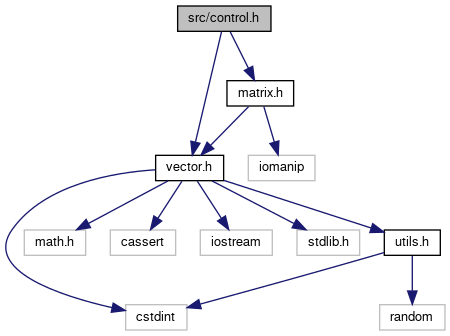 src/control.h
matrix.h
vector.h
iomanip
math.h
cassert
iostream
stdlib.h
utils.h
cstdint
random